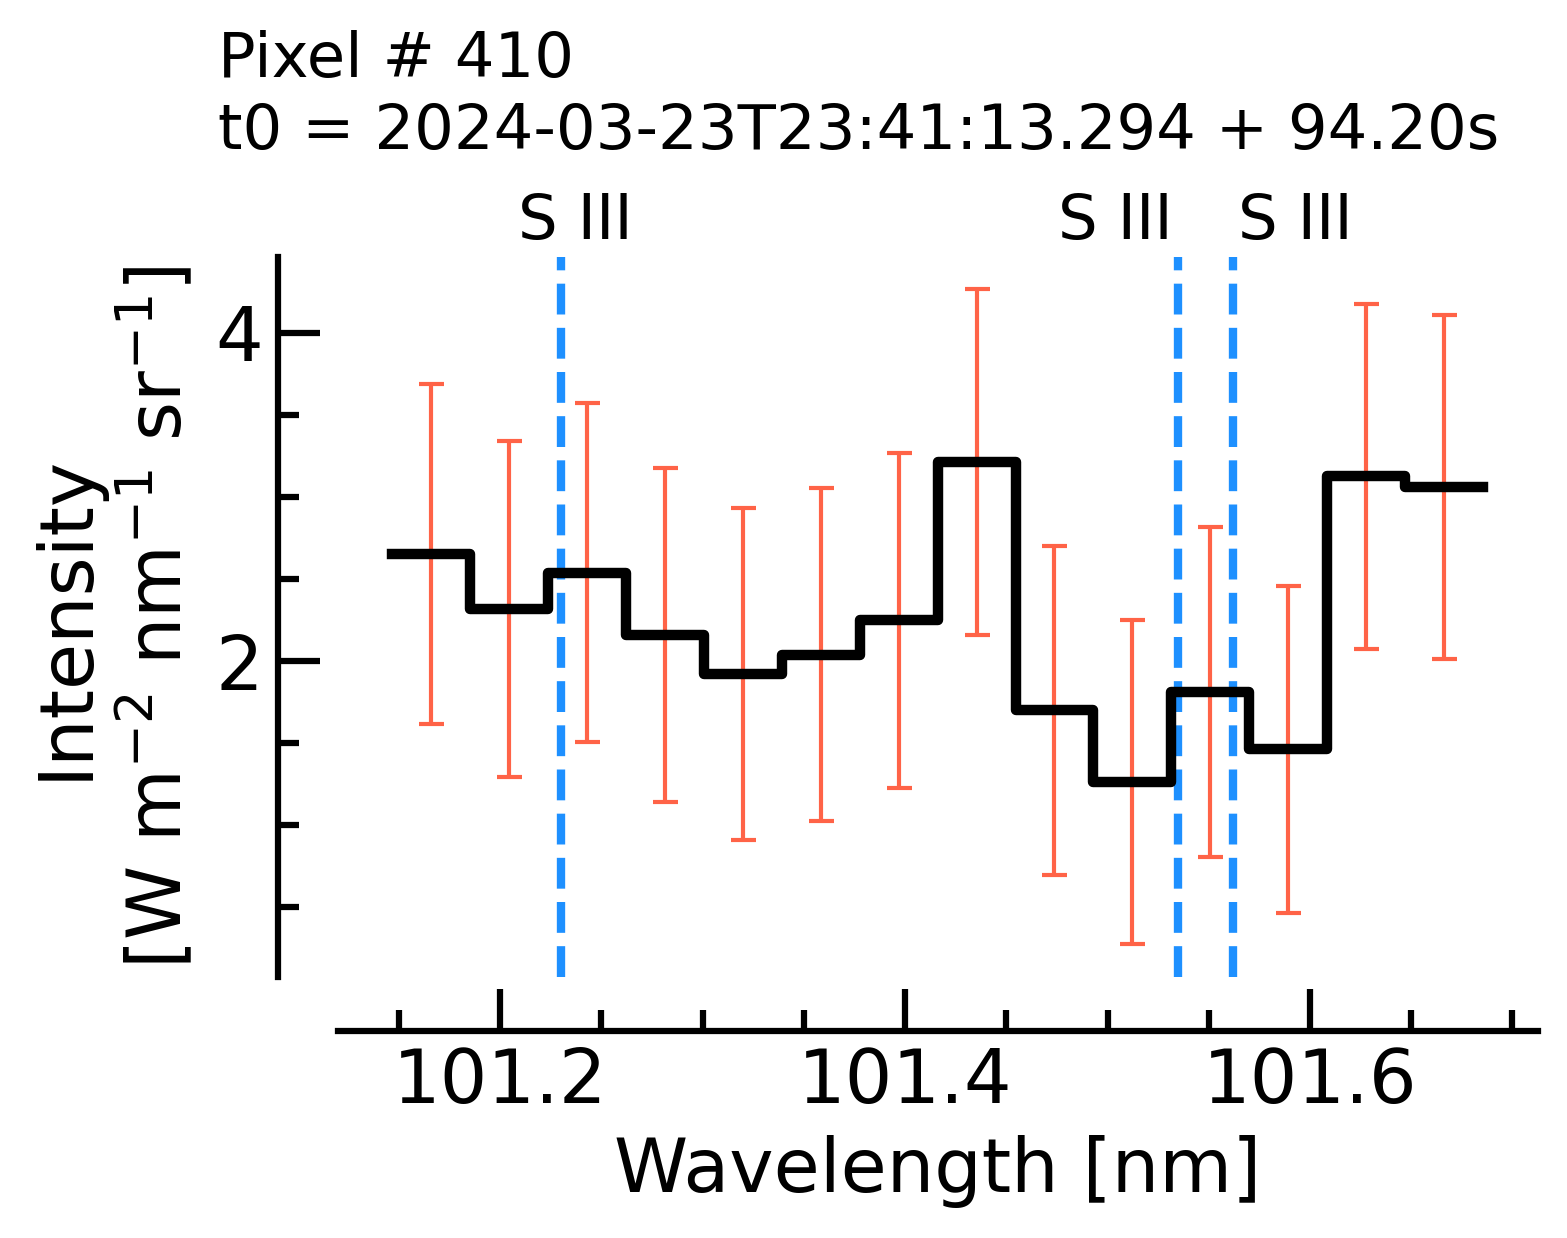 Pixel # 410
t0 = 2024-03-23T23:41:13.294 + 94.20s
S III S III S III
Intensity
[W m⁻² nm⁻¹ sr⁻¹]
4
2
101.2 101.4 101.6
Wavelength [nm]